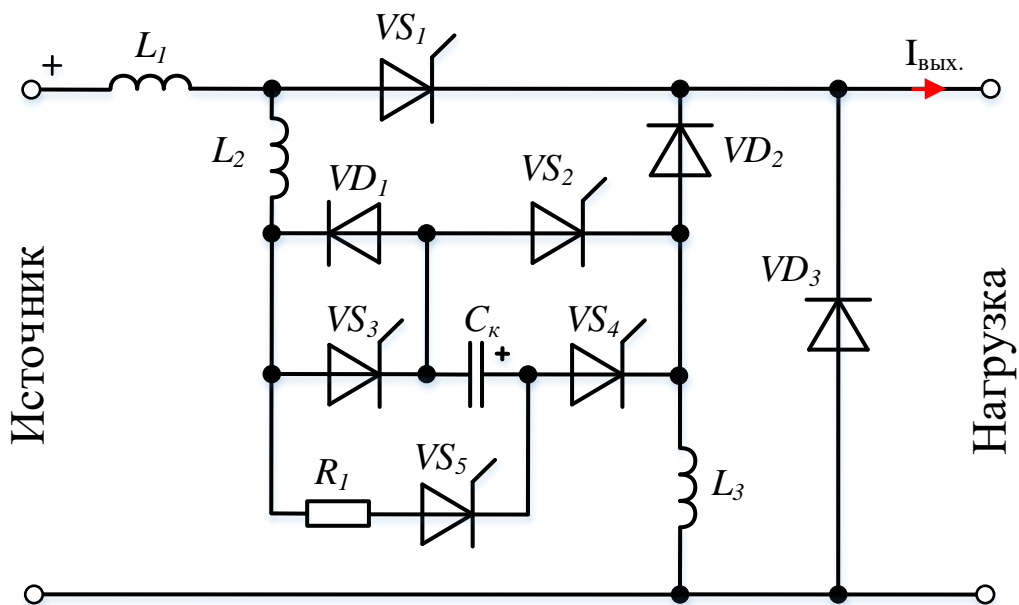 VS1
L1
+
Iвых.
L2
VD1
VS2
VD2
Источник
VS3
Cк
+
VS4
VD3
Нагрузка
R1
VS5
L3